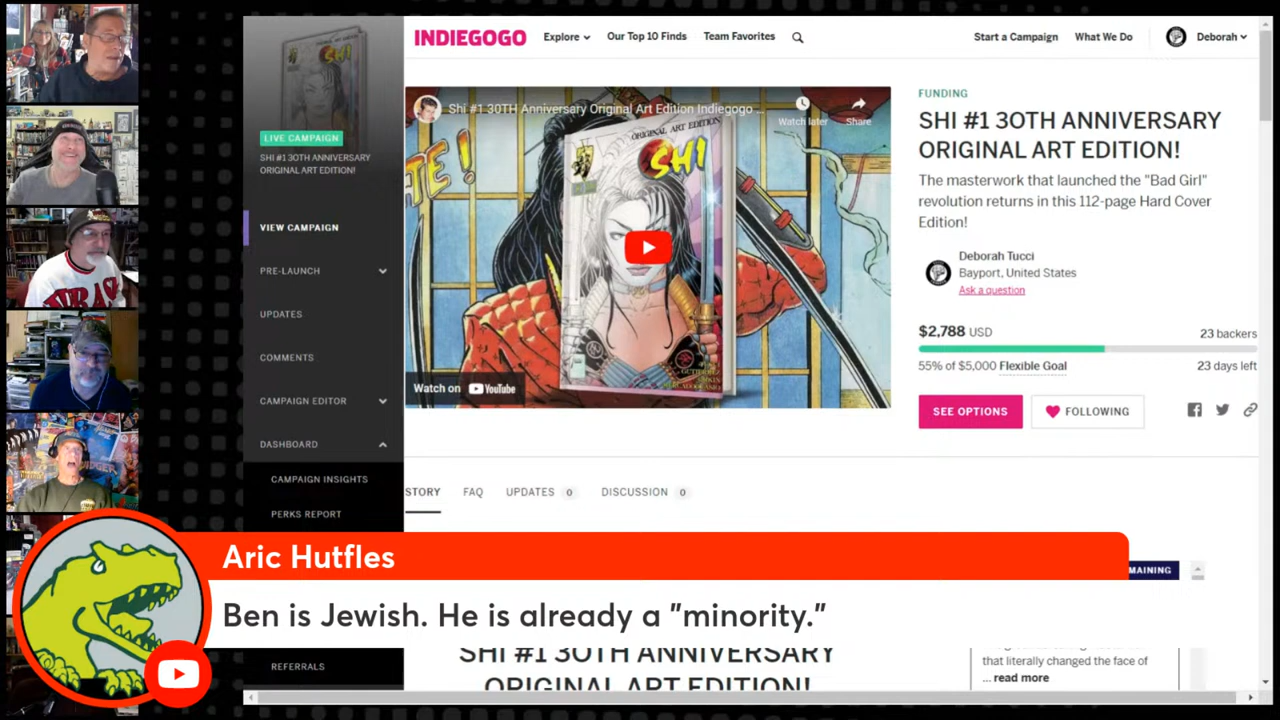 INDIEGOGO
Explore
Our Top 10 Finds
Team Favorites
Start a Campaign
What We Do
Deborah
SHI
LIVE CAMPAIGN
SHI #1 30TH ANNIVERSARY
ORIGINAL ART EDITION!
VIEW CAMPAIGN
PRE-LAUNCH
UPDATES
COMMENTS
CAMPAIGN EDITOR
DASHBOARD
CAMPAIGN INSIGHTS
PERKS REPORT
REFERRALS
Shi #1 30TH Anniversary Original Art Edition Indiegogo ...
Watch later
Share
ORIGINAL ART EDITION
SHI
Watch on YouTube
FUNDING
SHI #1 30TH ANNIVERSARY
ORIGINAL ART EDITION!
The masterwork that launched the "Bad Girl"
revolution returns in this 112-page Hard Cover
Edition!
Deborah Tucci
Bayport, United States
Ask a question
$2,788 USD
23 backers
55% of $5,000 Flexible Goal
23 days left
SEE OPTIONS
FOLLOWING
STORY
FAQ
UPDATES 0
DISCUSSION 0
Aric Hutfles
MAINING
Ben is Jewish. He is already a "minority."
SHI #1 30TH ANNIVERSARY
ORIGINAL ART EDITION!
that literally changed the face of
... read more